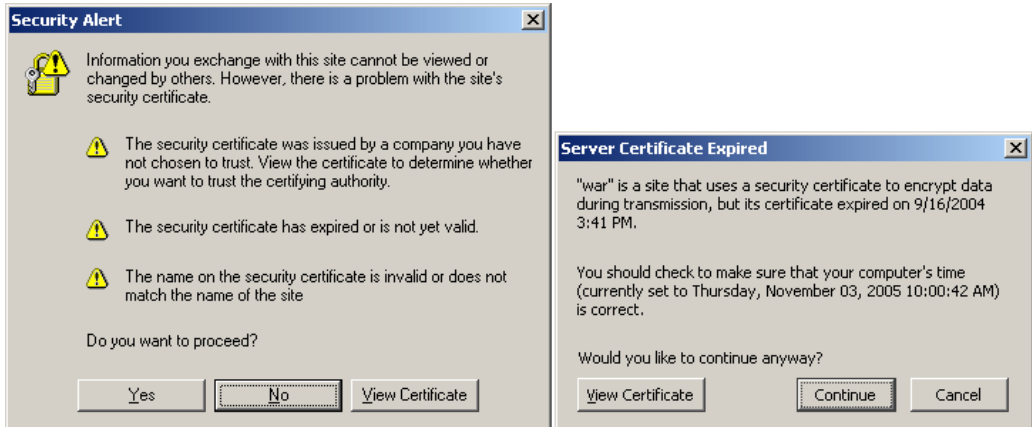 Security Alert
Information you exchange with this site cannot be viewed or
changed by others. However, there is a problem with the site's
security certificate.
The security certificate was issued by a company you have
not chosen to trust. View the certificate to determine whether
you want to trust the certifying authority.
The security certificate has expired or is not yet valid.
The name on the security certificate is invalid or does not
match the name of the site
Do you want to proceed?
Yes
No
View Certificate
Server Certificate Expired
"war" is a site that uses a security certificate to encrypt data
during transmission, but its certificate expired on 9/16/2004
3:41 PM.
You should check to make sure that your computer's time
(currently set to Thursday, November 03, 2005 10:00:42 AM)
is correct.
Would you like to continue anyway?
View Certificate
Continue
Cancel